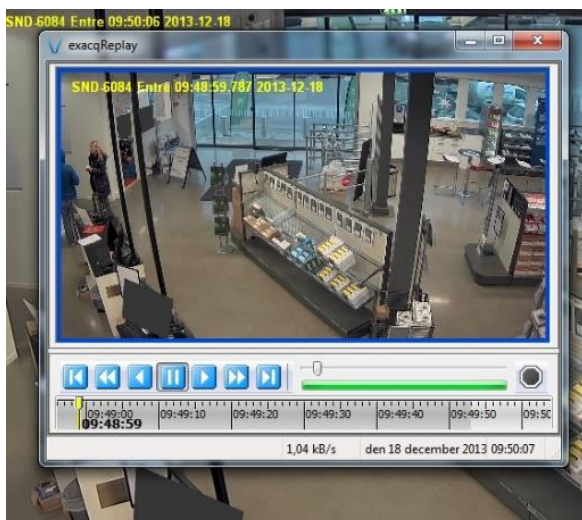 SND-6084 Entre 09:50:06 2013-12-18
exacqReplay
SND-6084 Entre 09:48:59.787 2013-12-18
09:49:00 09:49:10 09:49:20 09:49:30 09:49:40 09:49:50 09:50
09:48:59
1,04 kB/s den 18 december 2013 09:50:07